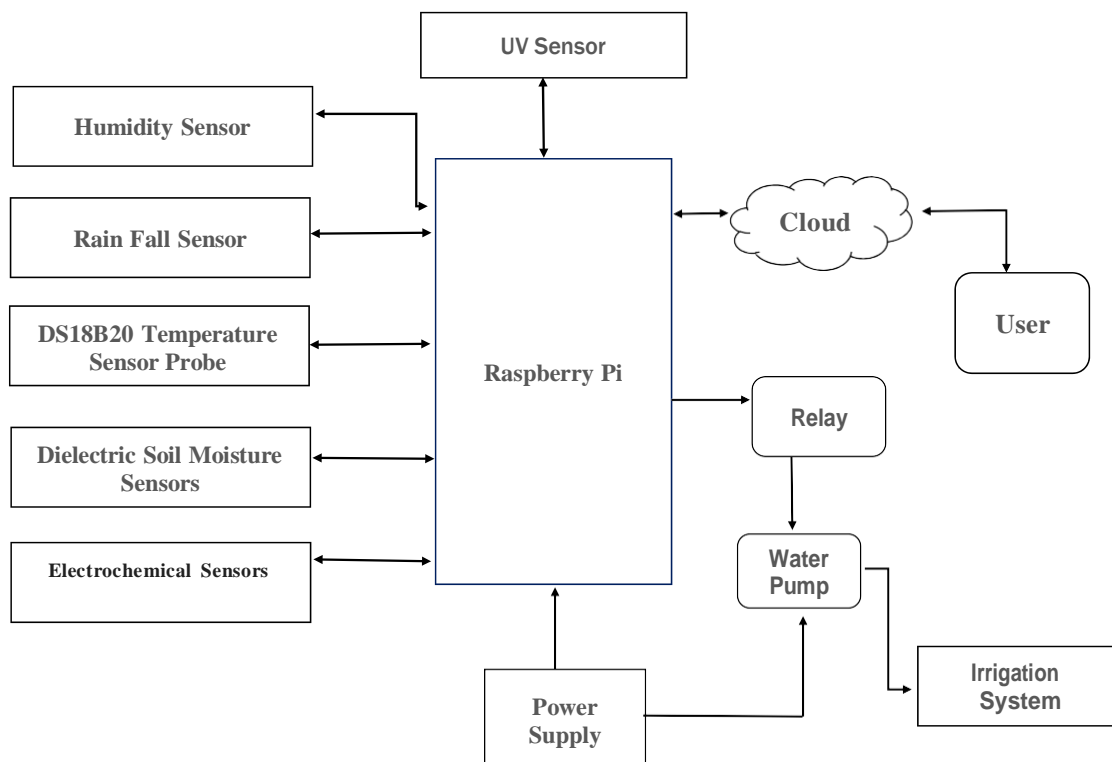 UV Sensor
Humidity Sensor
Rain Fall Sensor
DS18B20 Temperature
Sensor Probe
Dielectric Soil Moisture
Sensors
Electrochemical Sensors
Raspberry Pi
Cloud
User
Relay
Water
Pump
Irrigation
System
Power
Supply